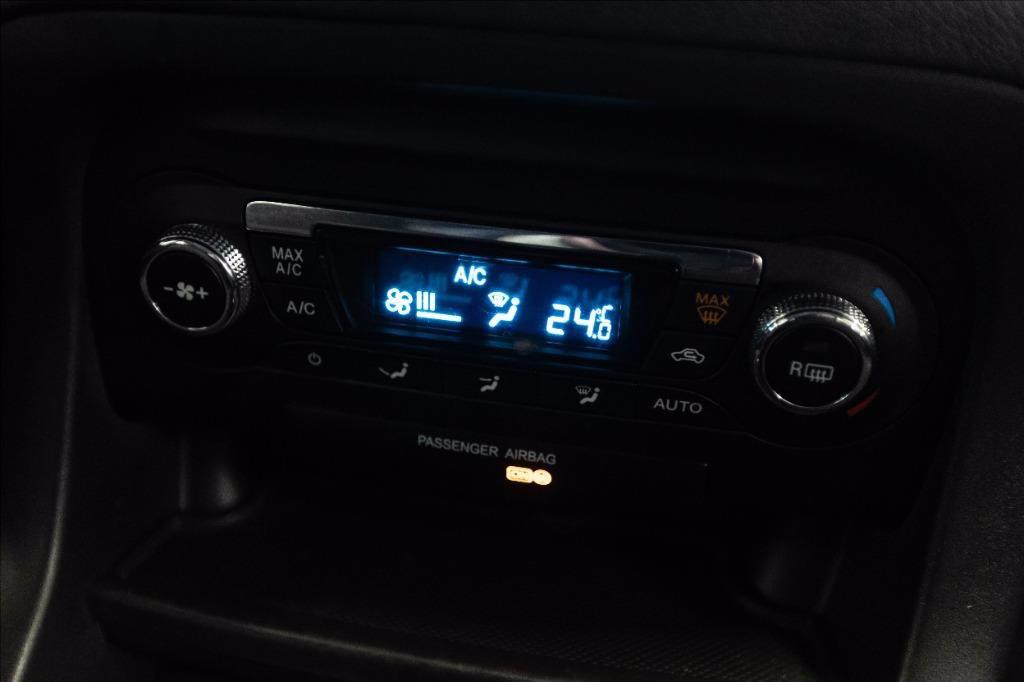 MAX
A/C
A/C
A/C
24.0°C
MAX
R
AUTO
PASSENGER AIRBAG